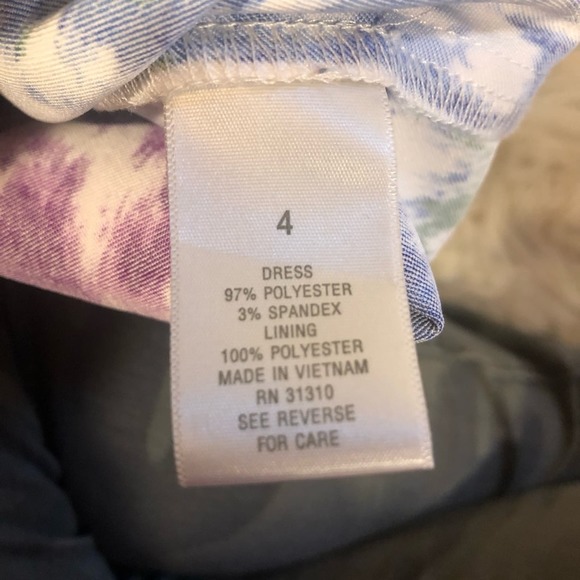 4
DRESS
97% POLYESTER
3% SPANDEX
LINING
100% POLYESTER
MADE IN VIETNAM
RN 31310
SEE REVERSE
FOR CARE